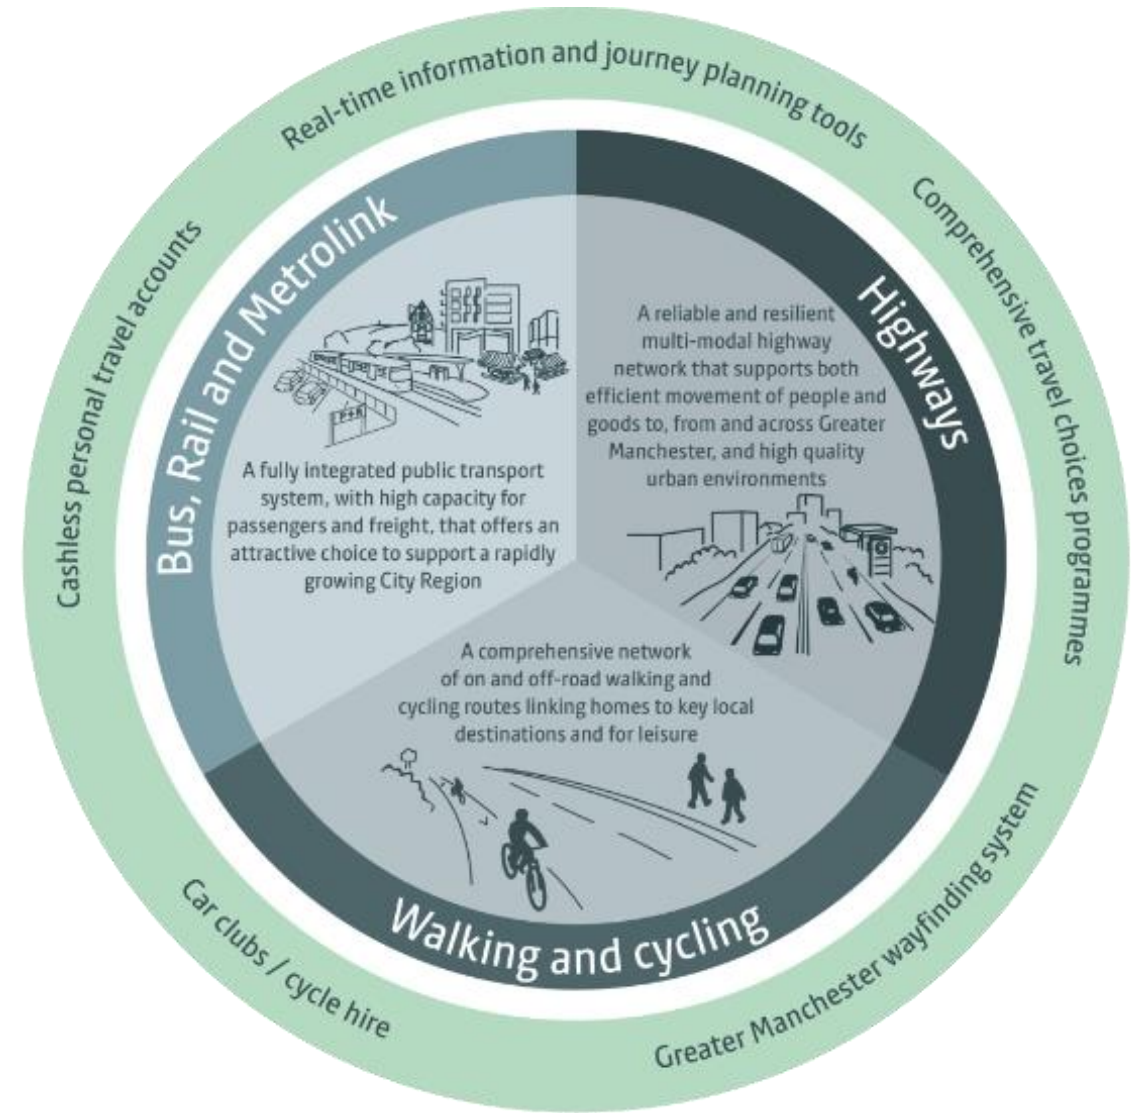 Real-time information and journey planning tools
Comprehensive travel choices programmes
Greater Manchester wayfinding system
Car clubs / cycle hire
Cashless personal travel accounts
Bus, Rail and Metrolink
A fully integrated public transport
system, with high capacity for
passengers and freight, that offers an
attractive choice to support a rapidly
growing City Region
Highways
A reliable and resilient
multi-modal highway
network that supports both
efficient movement of people and
goods to, from and across Greater
Manchester, and high quality
urban environments
Walking and cycling
A comprehensive network
of on and off-road walking and
cycling routes linking homes to key local
destinations and for leisure